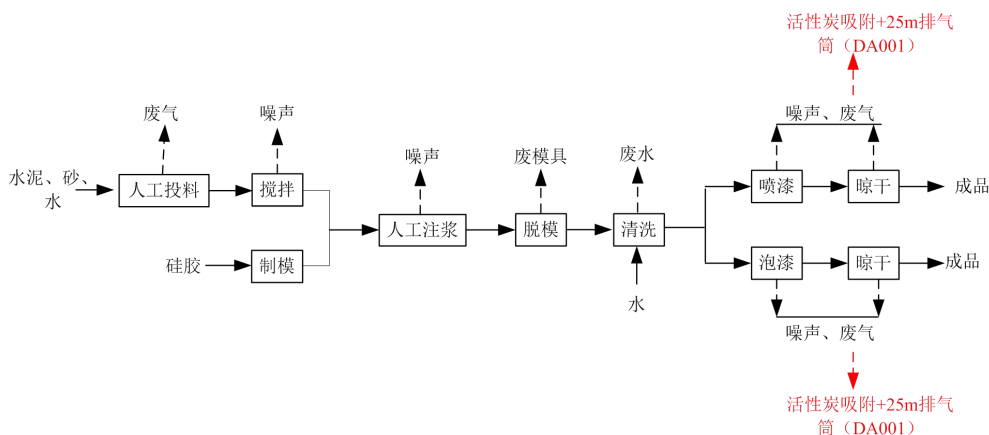 活性炭吸附+25m排气
筒（DA001）
噪声、废气
废气
噪声
噪声
废模具
废水
水泥、砂、
水
人工投料
搅拌
喷漆
晾干
成品
人工注浆
脱模
清洗
硅胶
制模
泡漆
晾干
成品
水
噪声、废气
活性炭吸附+25m排气
筒（DA001）